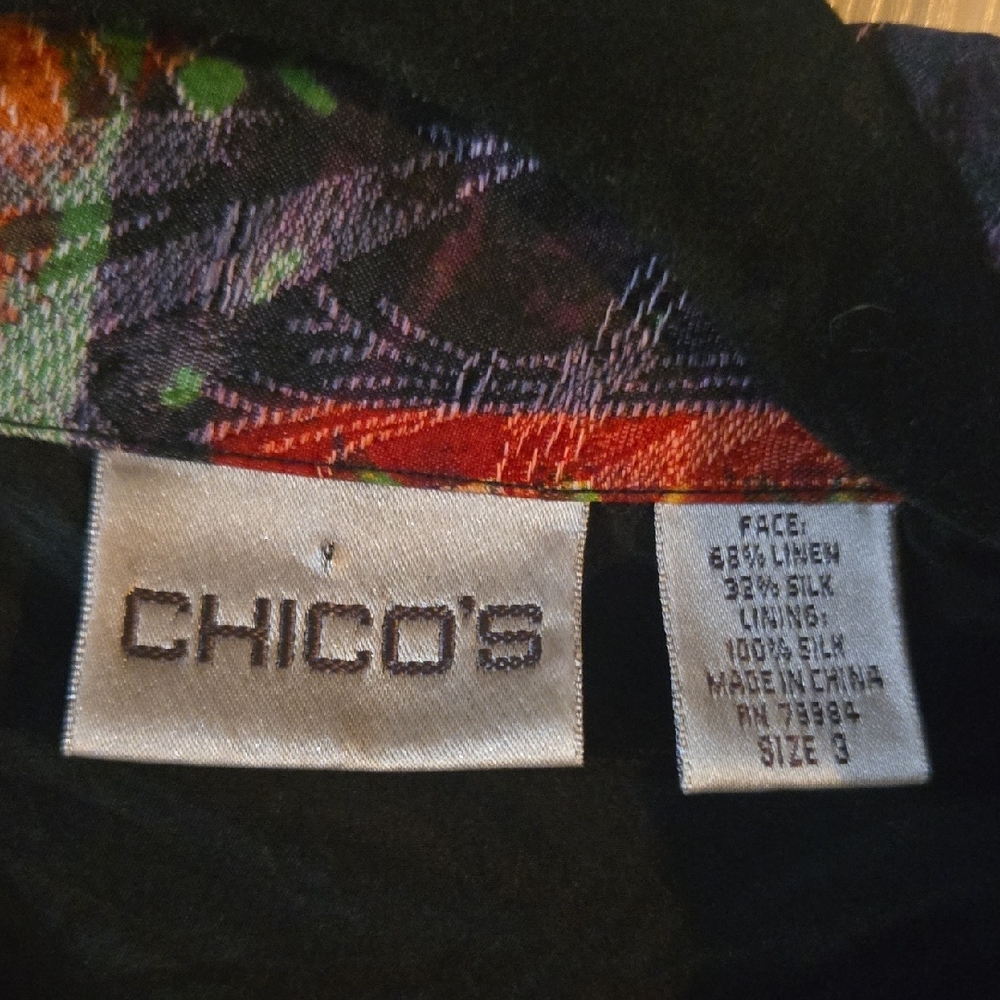 CHICO'S
FACE:
68% LINEN
32% SILK
LINING:
100% SILK
MADE IN CHINA
RN 79984
SIZE 3